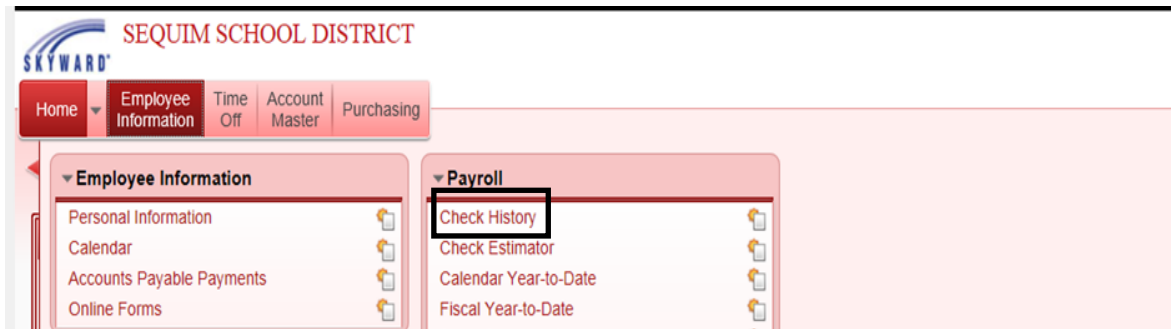 SEQUIM SCHOOL DISTRICT
SKYWARD
Home
Employee Information
Time Off
Account Master
Purchasing
Employee Information
Personal Information
Calendar
Accounts Payable Payments
Online Forms
Payroll
Check History
Check Estimator
Calendar Year-to-Date
Fiscal Year-to-Date